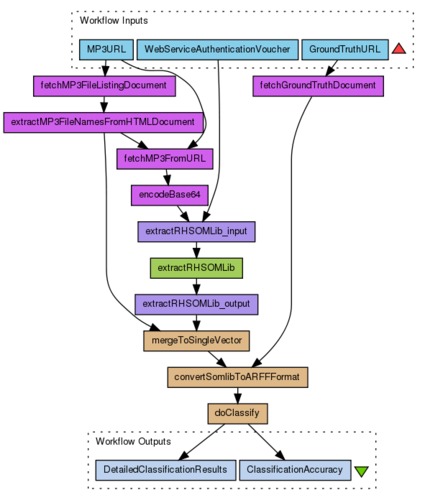 Workflow Inputs
MP3URL
WebServiceAuthenticationVoucher
GroundTruthURL
fetchMP3FileListingDocument
fetchGroundTruthDocument
extractMP3FileNamesFromHTMLDocument
fetchMP3FromURL
encodeBase64
extractRHSOMLib_input
extractRHSOMLib
extractRHSOMLib_output
mergeToSingleVector
convertSomlibToARFFFormat
doClassify
Workflow Outputs
DetailedClassificationResults
ClassificationAccuracy